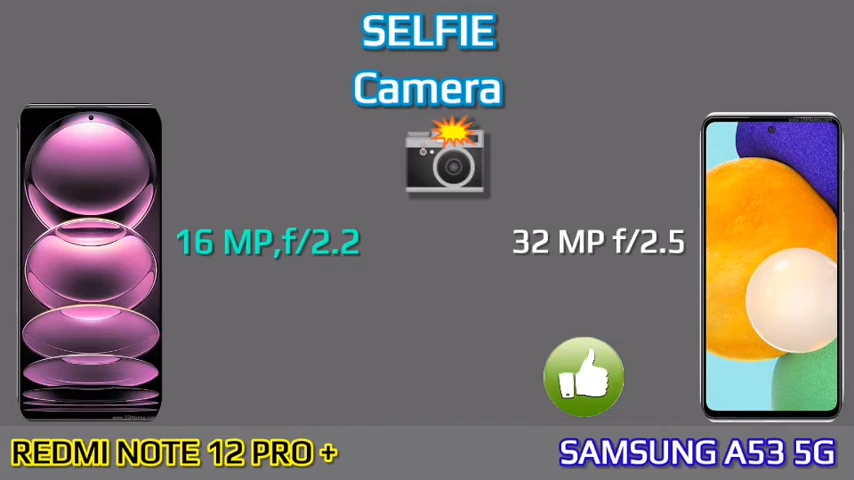 SELFIE
Camera
16 MP,f/2.2
32 MP f/2.5
REDMI NOTE 12 PRO +
SAMSUNG A53 5G